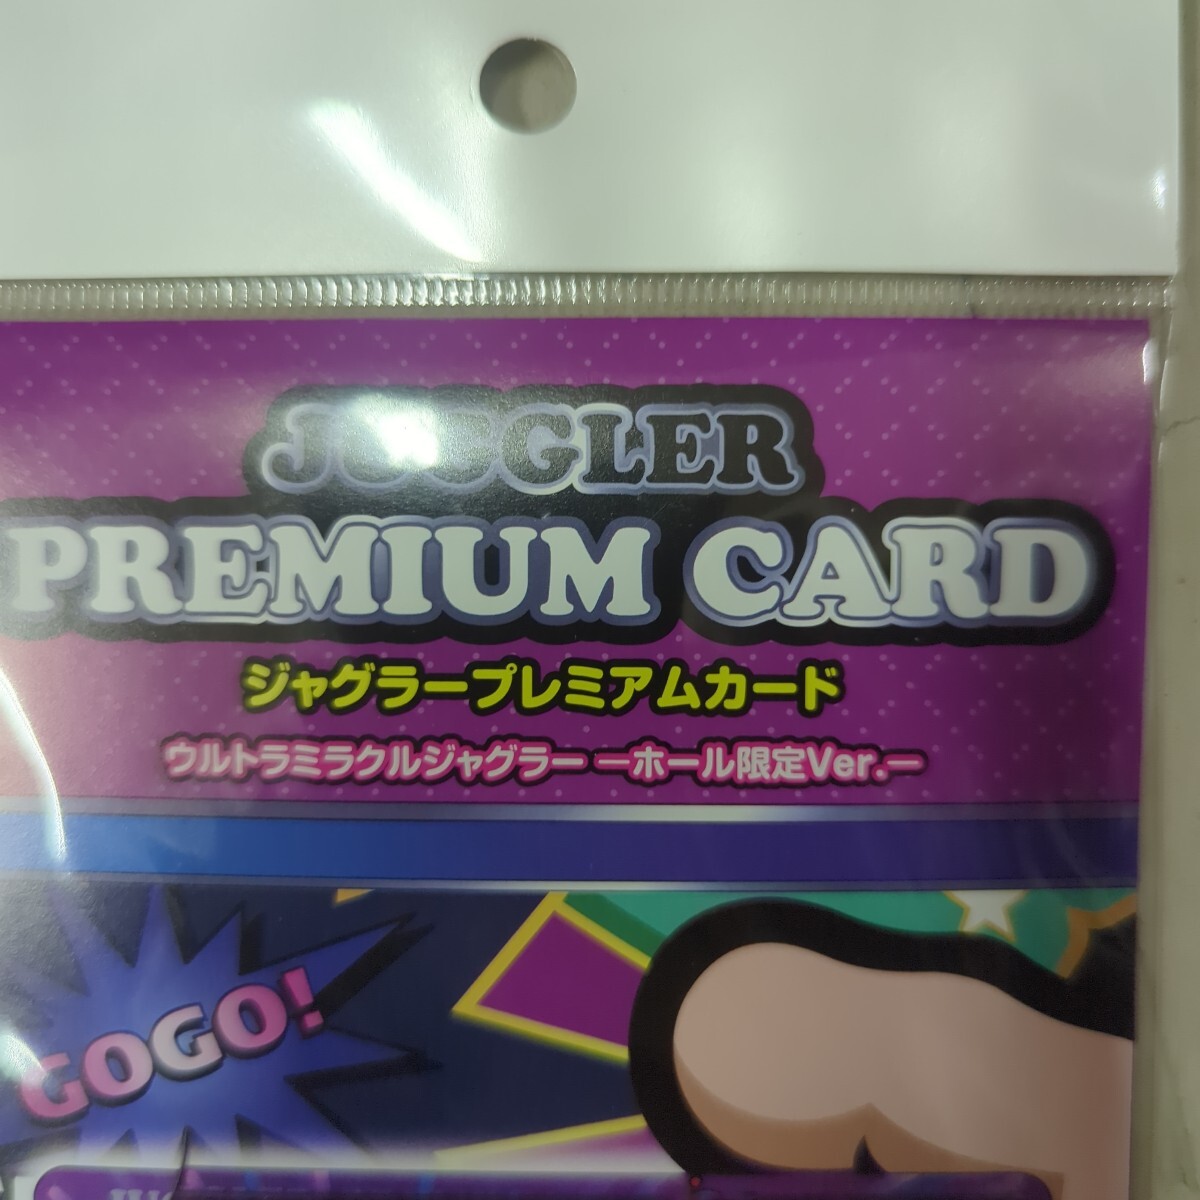 JUGGLER
PREMIUM CARD
ジャグラープレミアムカード
ウルトラミラクルジャグラー ―ホール限定Ver.―
GOGO!